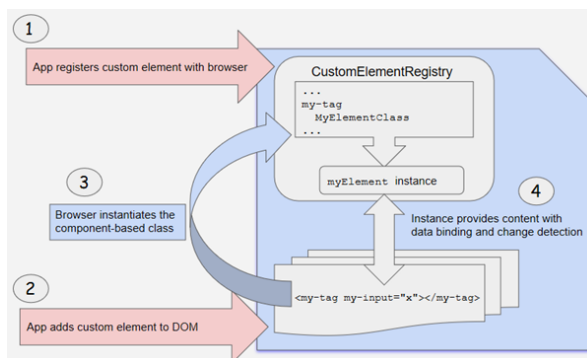 1
App registers custom element with browser
CustomElementRegistry
...
my-tag
MyElementClass
...
myElement instance
3
Browser instantiates the
component-based class
4
Instance provides content with
data binding and change detection
2
<my-tag my-input="x"></my-tag>
App adds custom element to DOM